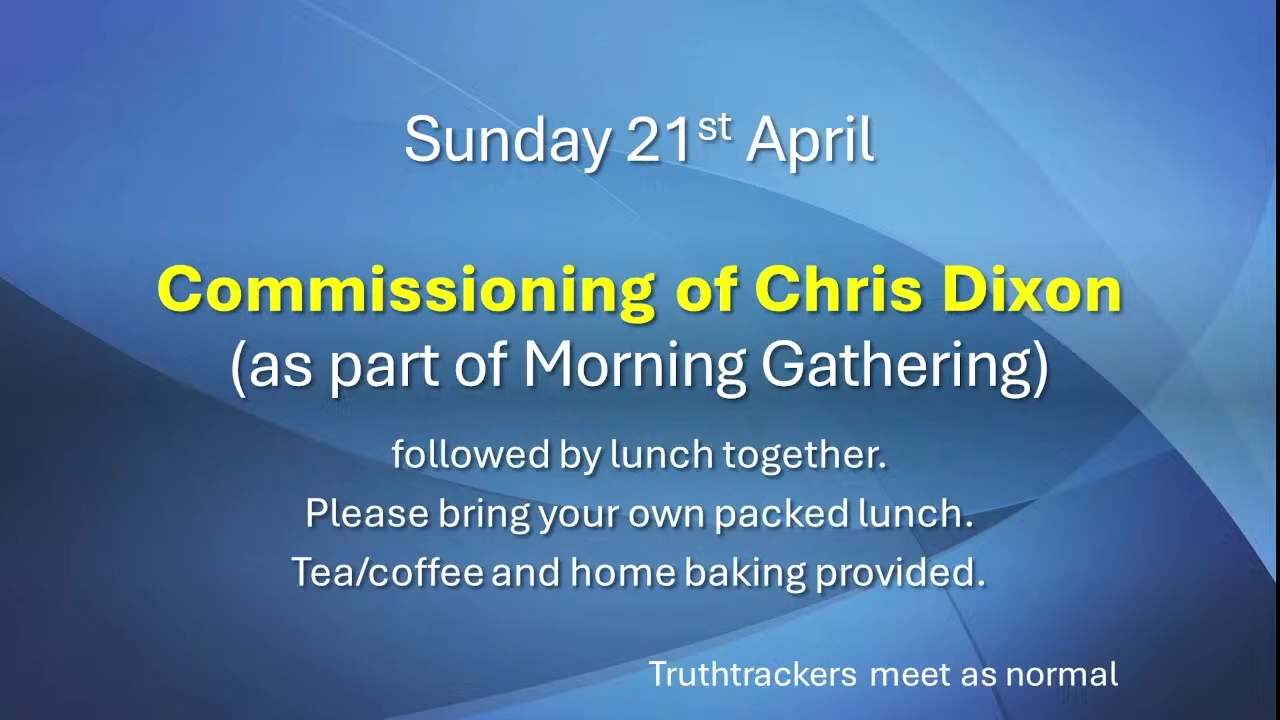 Sunday 21st April
Commissioning of Chris Dixon
(as part of Morning Gathering)
followed by lunch together.
Please bring your own packed lunch.
Tea/coffee and home baking provided.
Truthtrackers meet as normal